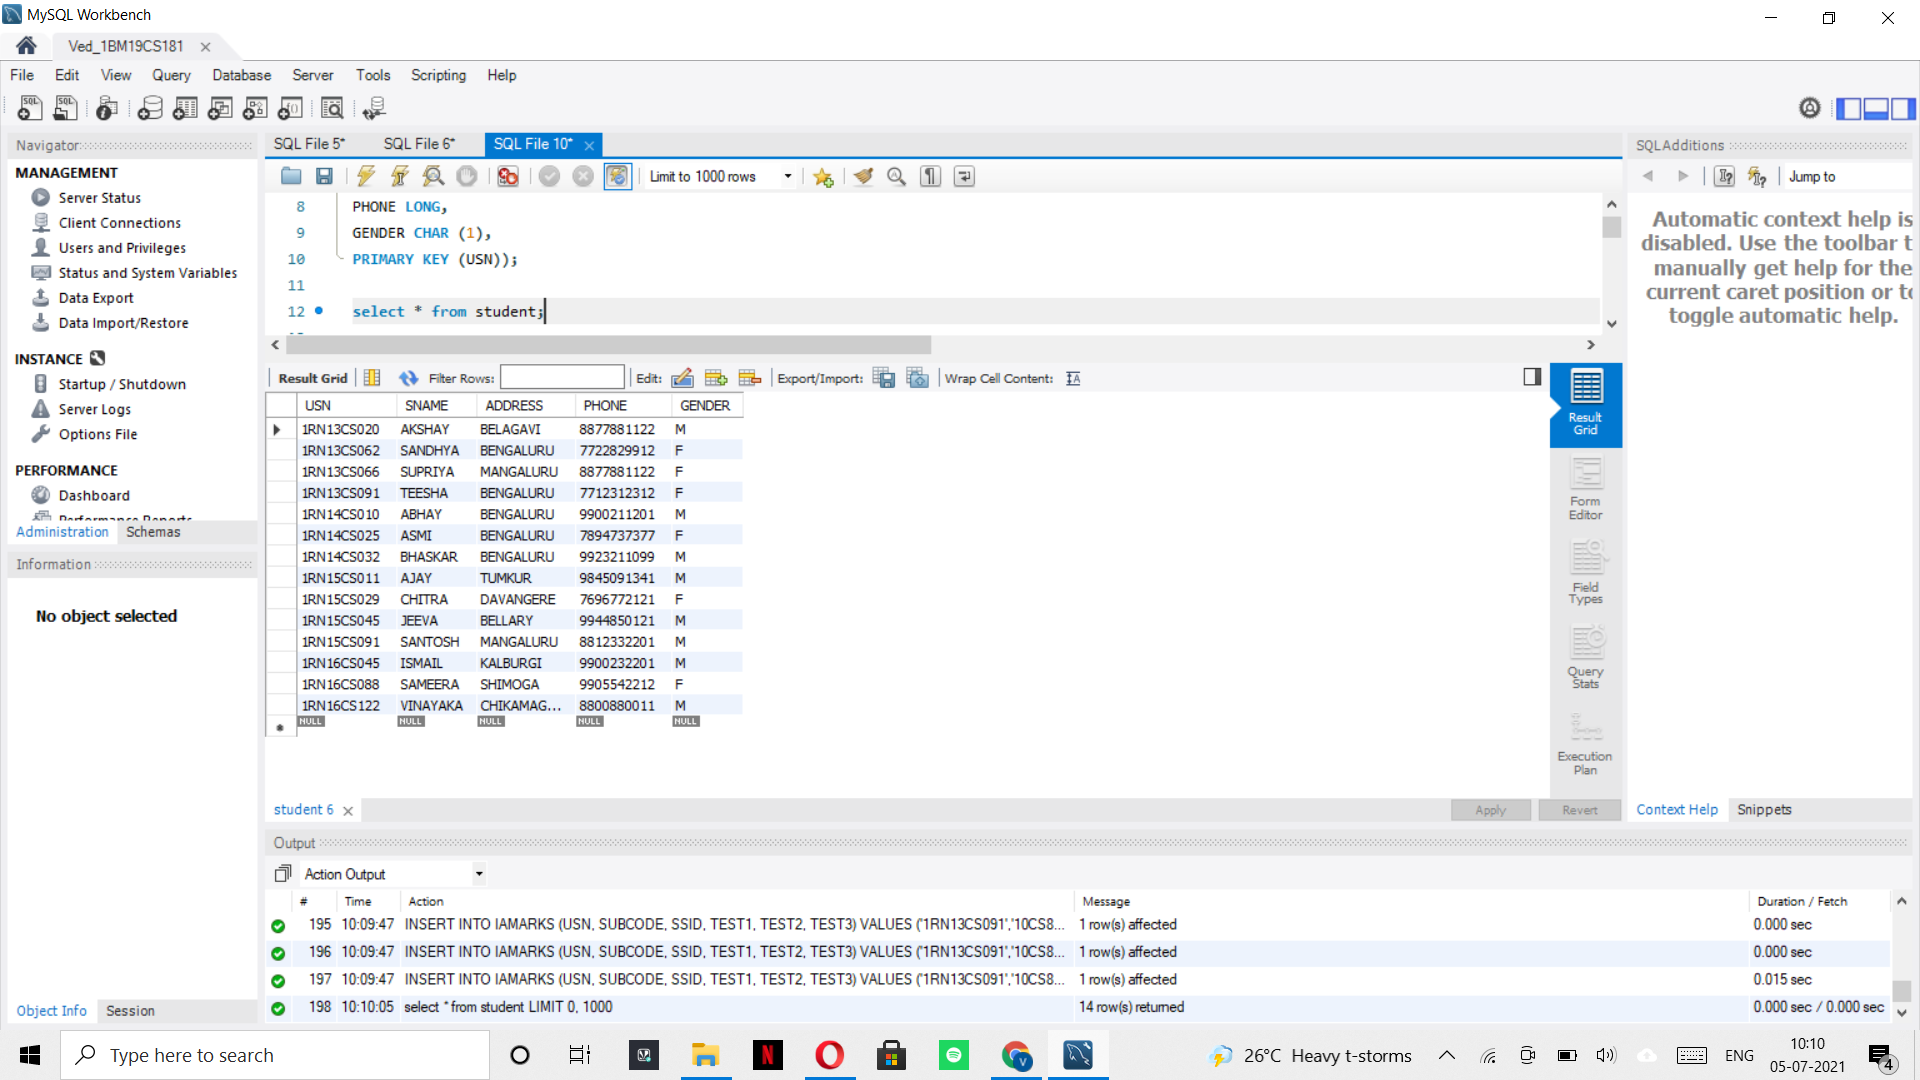 MySQL Workbench
Ved_1BM19CS181
File Edit View Query Database Server Tools Scripting Help
Navigator
MANAGEMENT
Server Status
Client Connections
Users and Privileges
Status and System Variables
Data Export
Data Import/Restore
INSTANCE
Startup / Shutdown
Server Logs
Options File
PERFORMANCE
Dashboard
Performance Reports
Administration Schemas
Information
No object selected
Object Info Session
SQL File 5* SQL File 6* SQL File 10*
Limit to 1000 rows
8 PHONE LONG,
9 GENDER CHAR (1),
10 PRIMARY KEY (USN));
11
12 select * from student;
Result Grid Filter Rows: Edit: Export/Import: Wrap Cell Content:
USN SNAME ADDRESS PHONE GENDER
1RN13CS020 AKSHAY BELAGAVI 8877881122 M
1RN13CS062 SANDHYA BENGALURU 7722829912 F
1RN13CS066 SUPRIYA MANGALURU 8877881122 F
1RN13CS091 TEESHA BENGALURU 7712312312 F
1RN14CS010 ABHAY BENGALURU 9900211201 M
1RN14CS025 ASMI BENGALURU 7894737377 F
1RN14CS032 BHASKAR BENGALURU 9923211099 M
1RN15CS011 AJAY TUMKUR 9845091341 M
1RN15CS029 CHITRA DAVANGERE 7696772121 F
1RN15CS045 JEEVA BELLARY 9944850121 M
1RN15CS091 SANTOSH MANGALURU 8812332201 M
1RN16CS045 ISMAIL KALBURGI 9900232201 M
1RN16CS088 SAMEERA SHIMOGA 9905542212 F
1RN16CS122 VINAYAKA CHIKAMAG... 8800880011 M
NULL NULL NULL NULL NULL
Result
Grid
Form
Editor
Field
Types
Query
Stats
Execution
Plan
student 6
Apply Revert
SQLAdditions
Jump to
Automatic context help is
disabled. Use the toolbar t
manually get help for the
current caret position or to
toggle automatic help.
Context Help Snippets
Output
Action Output
# Time Action Message Duration / Fetch
195 10:09:47 INSERT INTO IAMARKS (USN, SUBCODE, SSID, TEST1, TEST2, TEST3) VALUES ('1RN13CS091','10CS8... 1 row(s) affected 0.000 sec
196 10:09:47 INSERT INTO IAMARKS (USN, SUBCODE, SSID, TEST1, TEST2, TEST3) VALUES ('1RN13CS091','10CS8... 1 row(s) affected 0.000 sec
197 10:09:47 INSERT INTO IAMARKS (USN, SUBCODE, SSID, TEST1, TEST2, TEST3) VALUES ('1RN13CS091','10CS8... 1 row(s) affected 0.015 sec
198 10:10:05 select * from student LIMIT 0, 1000 14 row(s) returned 0.000 sec / 0.000 sec
Type here to search
26°C Heavy t-storms
ENG
10:10
05-07-2021
4